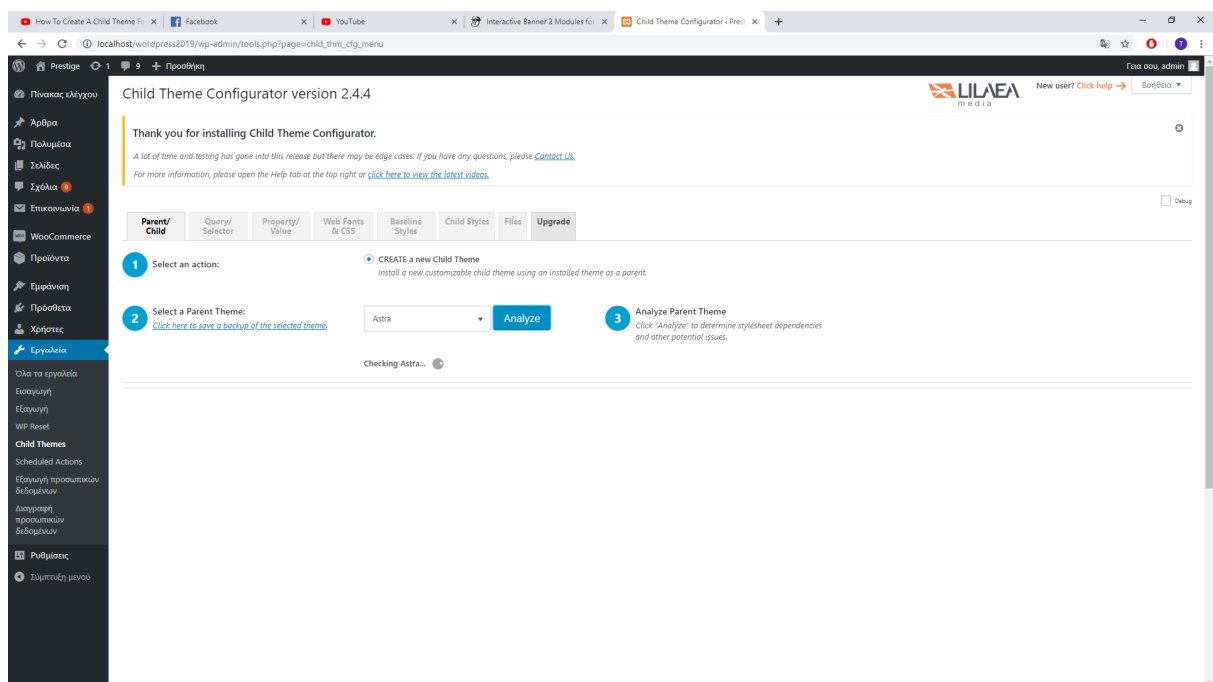 How To Create A Child Theme Fo
Facebook
YouTube
Interactive Banner 2 Modules for
Child Theme Configurator ‹ Prest
localhost/wordpress2019/wp-admin/tools.php?page=chld_thm_cfg_menu
T
Prestige 1 9 + Προσθήκη
Γεια σου, admin
Πίνακας ελέγχου
Άρθρα
Πολυμέσα
Σελίδες
Σχόλια 9
Επικοινωνία 1
WooCommerce
Προϊόντα
Εμφάνιση
Πρόσθετα
Χρήστες
Εργαλεία
Όλα τα εργαλεία
Εισαγωγή
Εξαγωγή
WP Reset
Child Themes
Scheduled Actions
Εξαγωγή προσωπικών
δεδομένων
Διαγραφή
προσωπικών
δεδομένων
Ρυθμίσεις
Σύμπτυξη μενού
Child Theme Configurator version 2.4.4
LILAEA
media
New user? Click help
Βοήθεια
Thank you for installing Child Theme Configurator.
A lot of time and testing has gone into this release but there may be edge cases. If you have any questions, please Contact Us.
For more information, please open the Help tab at the top right or click here to view the latest videos.
Debug
Parent/
Child
Query/
Selector
Property/
Value
Web Fonts
& CSS
Baseline
Styles
Child Styles
Files
Upgrade
1 Select an action:
CREATE a new Child Theme
Install a new customizable child theme using an installed theme as a parent.
2 Select a Parent Theme:
Click here to save a backup of the selected theme.
Astra
Analyze
3 Analyze Parent Theme
Click "Analyze" to determine stylesheet dependencies
and other potential issues.
Checking Astra...